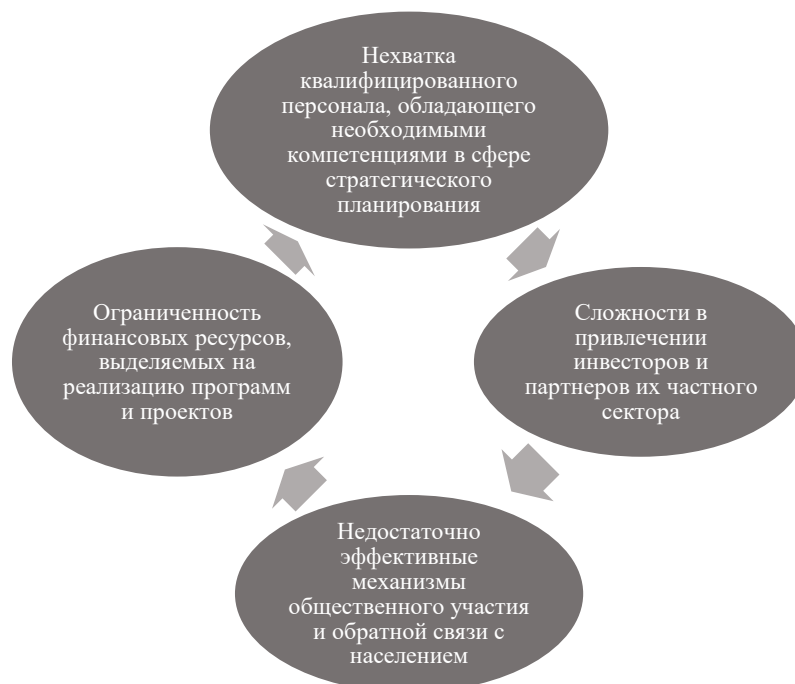 Нехватка
квалифицированного
персонала, обладающего
необходимыми
компетенциями в сфере
стратегического
планирования
Сложности в
привлечении
инвесторов и
партнеров их частного
сектора
Недостаточно
эффективные
механизмы
общественного участия
и обратной связи с
населением
Ограниченность
финансовых ресурсов,
выделяемых на
реализацию программ
и проектов